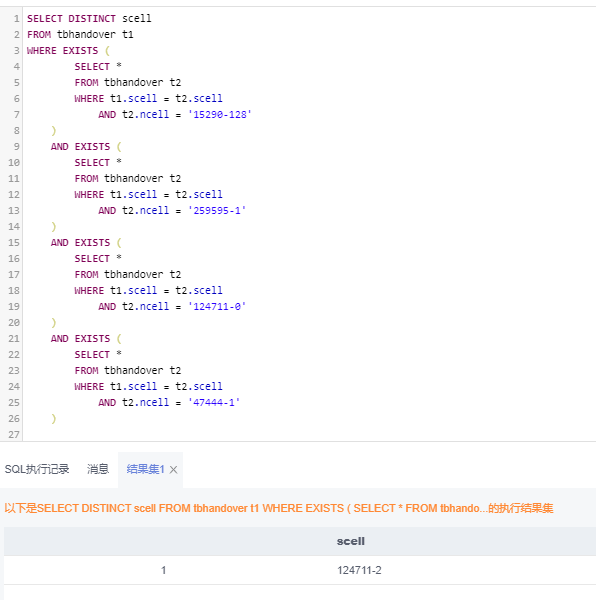 1 SELECT DISTINCT scell
2 FROM tbhandover t1
3 WHERE EXISTS (
4 SELECT *
5 FROM tbhandover t2
6 WHERE t1.scell = t2.scell
7 AND t2.ncell = '15290-128'
8 )
9 AND EXISTS (
10 SELECT *
11 FROM tbhandover t2
12 WHERE t1.scell = t2.scell
13 AND t2.ncell = '259595-1'
14 )
15 AND EXISTS (
16 SELECT *
17 FROM tbhandover t2
18 WHERE t1.scell = t2.scell
19 AND t2.ncell = '124711-0'
20 )
21 AND EXISTS (
22 SELECT *
23 FROM tbhandover t2
24 WHERE t1.scell = t2.scell
25 AND t2.ncell = '47444-1'
26 )
27
SQL执行记录 消息 结果集1 ×
以下是SELECT DISTINCT scell FROM tbhandover t1 WHERE EXISTS ( SELECT * FROM tbhando...的执行结果集
scell
1 124711-2